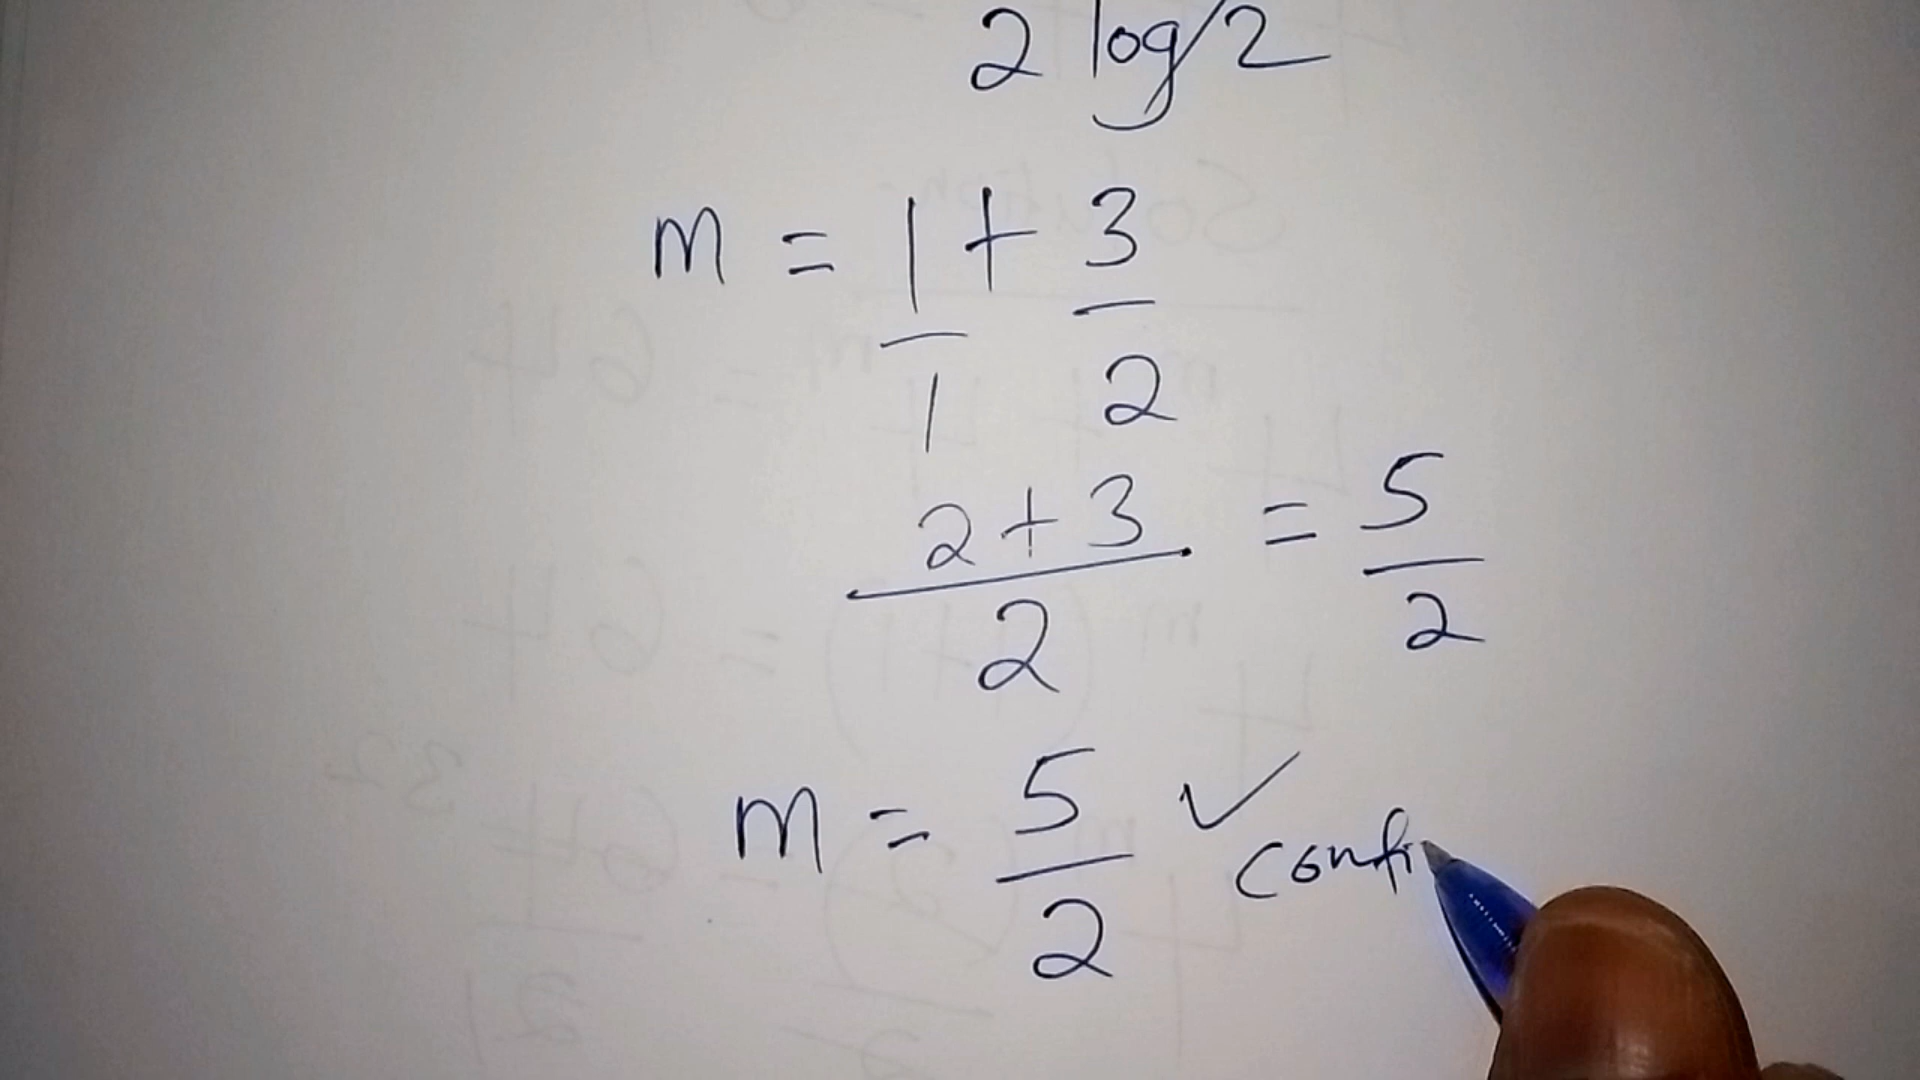 2 log 2
m = 1/1 + 3/2
2+3/2 = 5/2
m = 5/2 ✓
confi